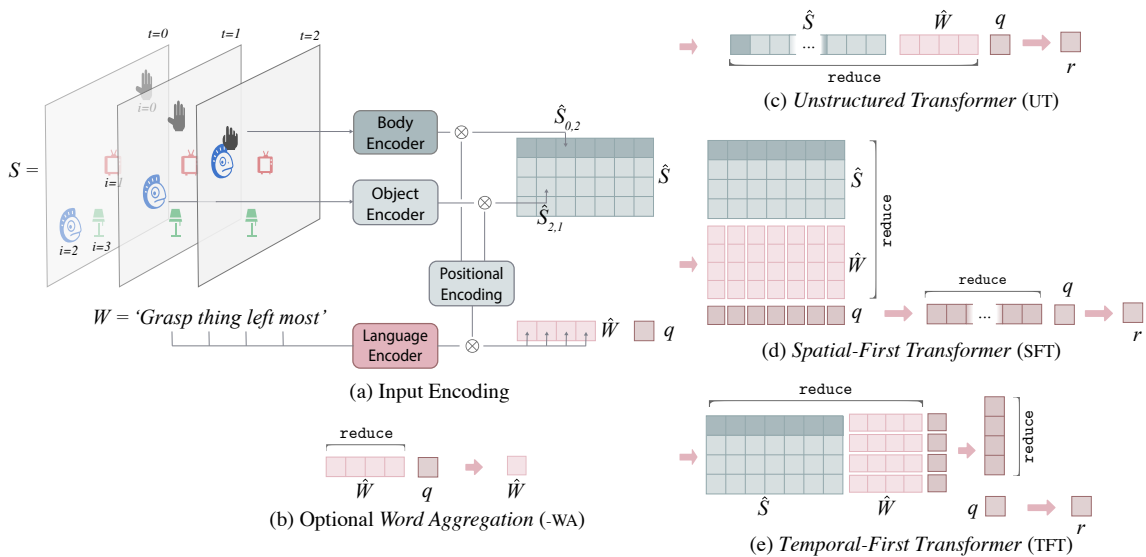 t=0
t=1
t=2
i=0
S =
i=1
i=2
i=3
Body
Encoder
Object
Encoder
Positional
Encoding
W = ‘Grasp thing left most’
Language
Encoder
⊗
⊗
⊗
Ŝ0,2
Ŝ
Ŝ2,1
Ŵ
q
(a) Input Encoding
reduce
Ŵ
q
Ŵ
(b) Optional Word Aggregation (-WA)
Ŝ
Ŵ
q
...
reduce
r
(c) Unstructured Transformer (UT)
Ŝ
reduce
Ŵ
q
reduce
...
q
r
(d) Spatial-First Transformer (SFT)
reduce
reduce
Ŝ
Ŵ
q
r
(e) Temporal-First Transformer (TFT)